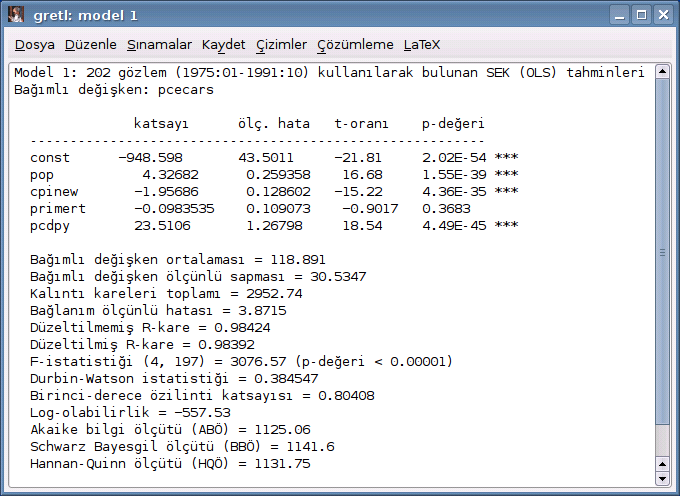 gretl: model 1
Dosya Düzenle Sınamalar Kaydet Çizimler Çözümleme LaTeX
Model 1: 202 gözlem (1975:01-1991:10) kullanılarak bulunan SEK (OLS) tahminleri
Bağımlı değişken: pcecars
katsayı ölç. hata t-oranı p-değeri
-----------------------------------------------------------
const -948.598 43.5011 -21.81 2.02E-54 ***
pop 4.32682 0.259358 16.68 1.55E-39 ***
cpinew -1.95686 0.128602 -15.22 4.36E-35 ***
primert -0.0983535 0.109073 -0.9017 0.3683
pcdpy 23.5106 1.26798 18.54 4.49E-45 ***
Bağımlı değişken ortalaması = 118.891
Bağımlı değişken ölçünlü sapması = 30.5347
Kalıntı kareleri toplamı = 2952.74
Bağlanım ölçünlü hatası = 3.8715
Düzeltilmemiş R-kare = 0.98424
Düzeltilmiş R-kare = 0.98392
F-istatistiği (4, 197) = 3076.57 (p-değeri < 0.00001)
Durbin-Watson istatistiği = 0.384547
Birinci-derece özilinti katsayısı = 0.80408
Log-olabilirlik = -557.53
Akaike bilgi ölçütü (ABÖ) = 1125.06
Schwarz Bayesgil ölçütü (BBÖ) = 1141.6
Hannan-Quinn ölçütü (HQÖ) = 1131.75